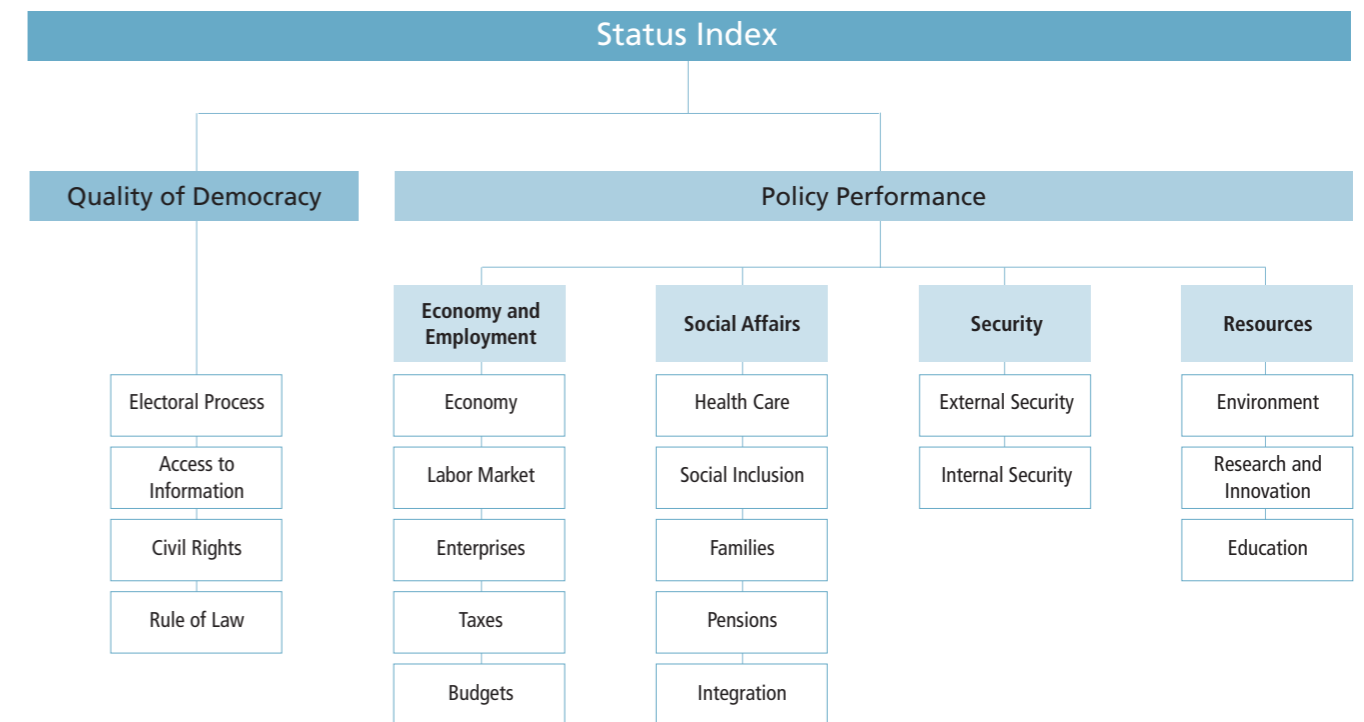 Status Index
Quality of Democracy
Policy Performance
Economy and
Employment
Social Affairs
Security
Resources
Electoral Process
Economy
Health Care
External Security
Environment
Access to
Information
Labor Market
Social Inclusion
Internal Security
Research and
Innovation
Civil Rights
Enterprises
Families
Education
Rule of Law
Taxes
Pensions
Budgets
Integration